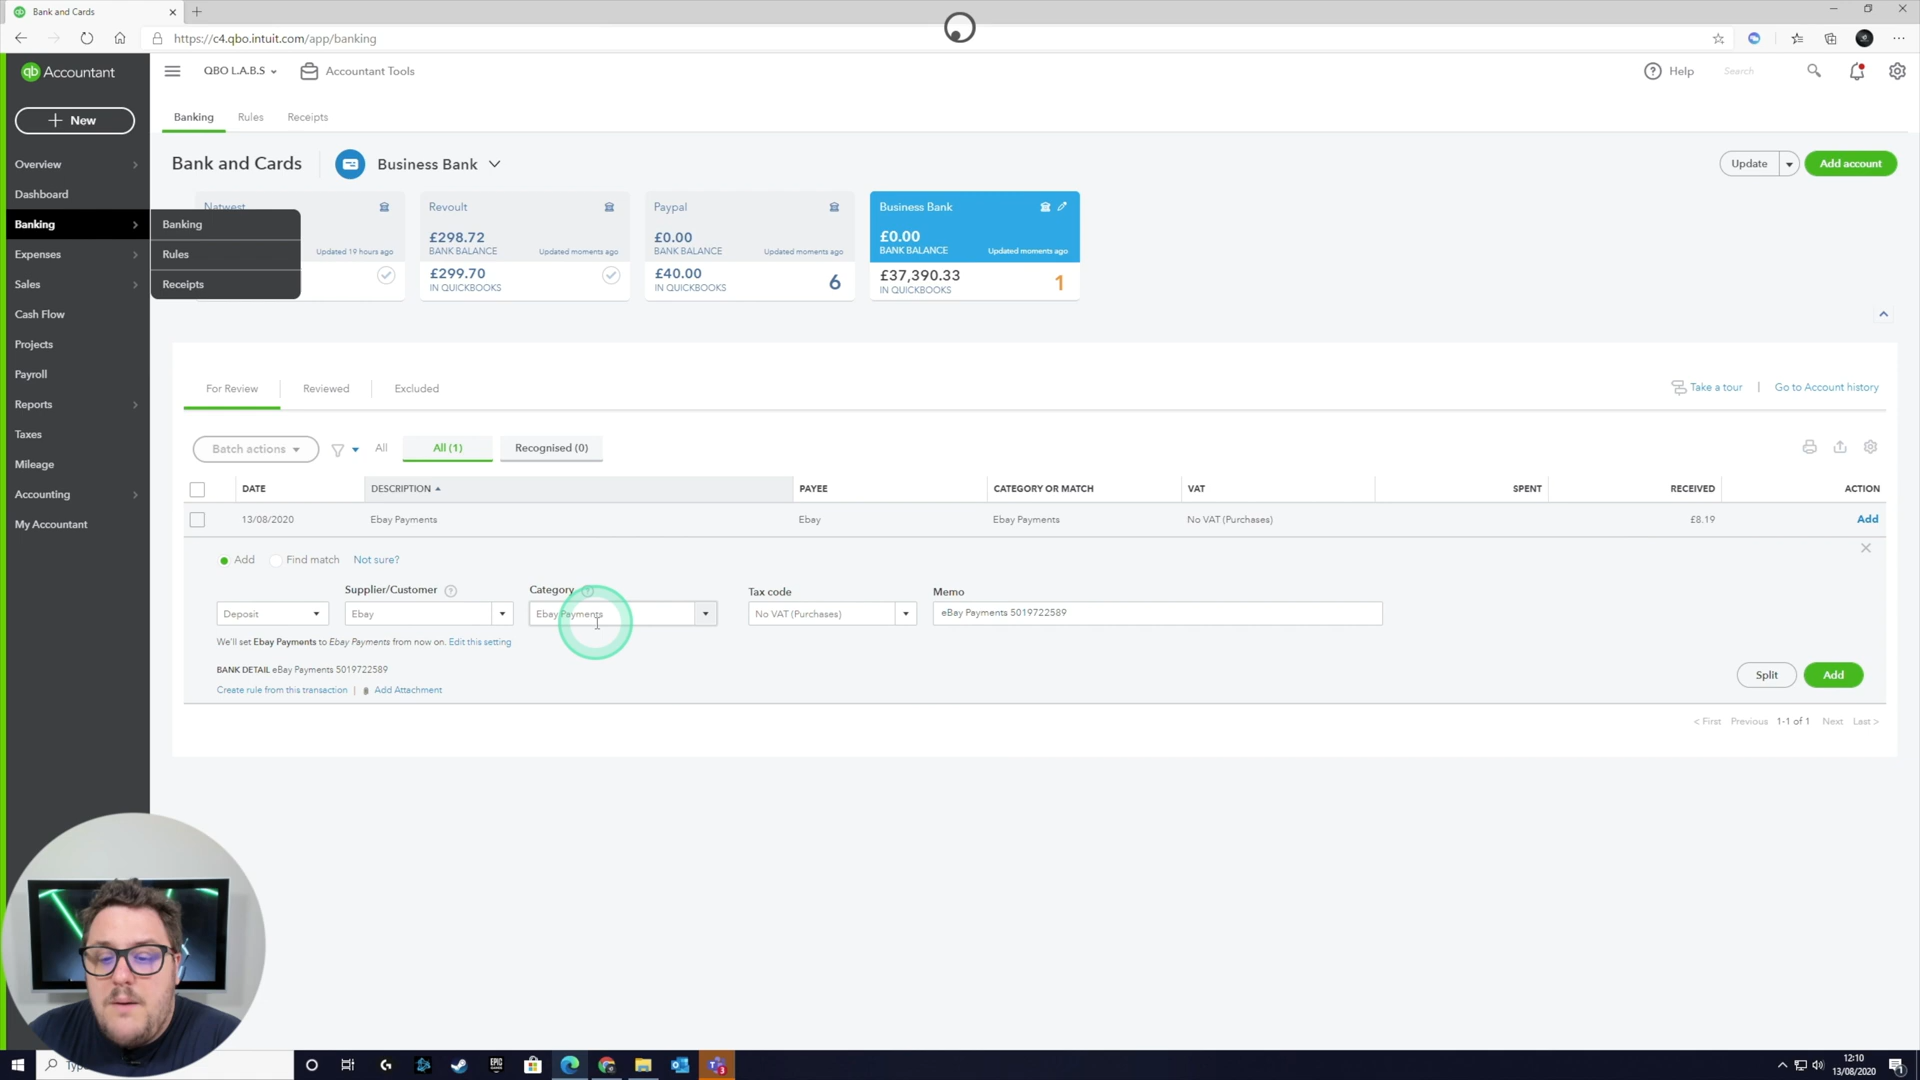 Bank and Cards
https://c4.qbo.intuit.com/app/banking
qb Accountant
QBO L.A.B.S
Accountant Tools
Help
Search
New
Overview
Dashboard
Banking
Expenses
Sales
Cash Flow
Projects
Payroll
Reports
Taxes
Mileage
Accounting
My Accountant
Banking
Rules
Receipts
Banking
Rules
Receipts
Bank and Cards
Business Bank
Update
Add account
Natwest
Updated 19 hours ago
Revoult
£298.72
BANK BALANCE
Updated moments ago
£299.70
IN QUICKBOOKS
Paypal
£0.00
BANK BALANCE
Updated moments ago
£40.00
IN QUICKBOOKS
6
Business Bank
£0.00
BANK BALANCE
Updated moments ago
£37,390.33
IN QUICKBOOKS
1
For Review
Reviewed
Excluded
Take a tour | Go to Account history
Batch actions
All
All (1)
Recognised (0)
DATE DESCRIPTION PAYEE CATEGORY OR MATCH VAT SPENT RECEIVED ACTION
13/08/2020 Ebay Payments Ebay Ebay Payments No VAT (Purchases) £8.19 Add
Add Find match Not sure?
Supplier/Customer ? Category ? Tax code Memo
Deposit Ebay Ebay Payments No VAT (Purchases) eBay Payments 5019722589
We'll set Ebay Payments to Ebay Payments from now on. Edit this setting
BANK DETAIL eBay Payments 5019722589
Create rule from this transaction | Add Attachment
Split
Add
< First Previous 1-1 of 1 Next Last >
EPIC
12:10
13/08/2020